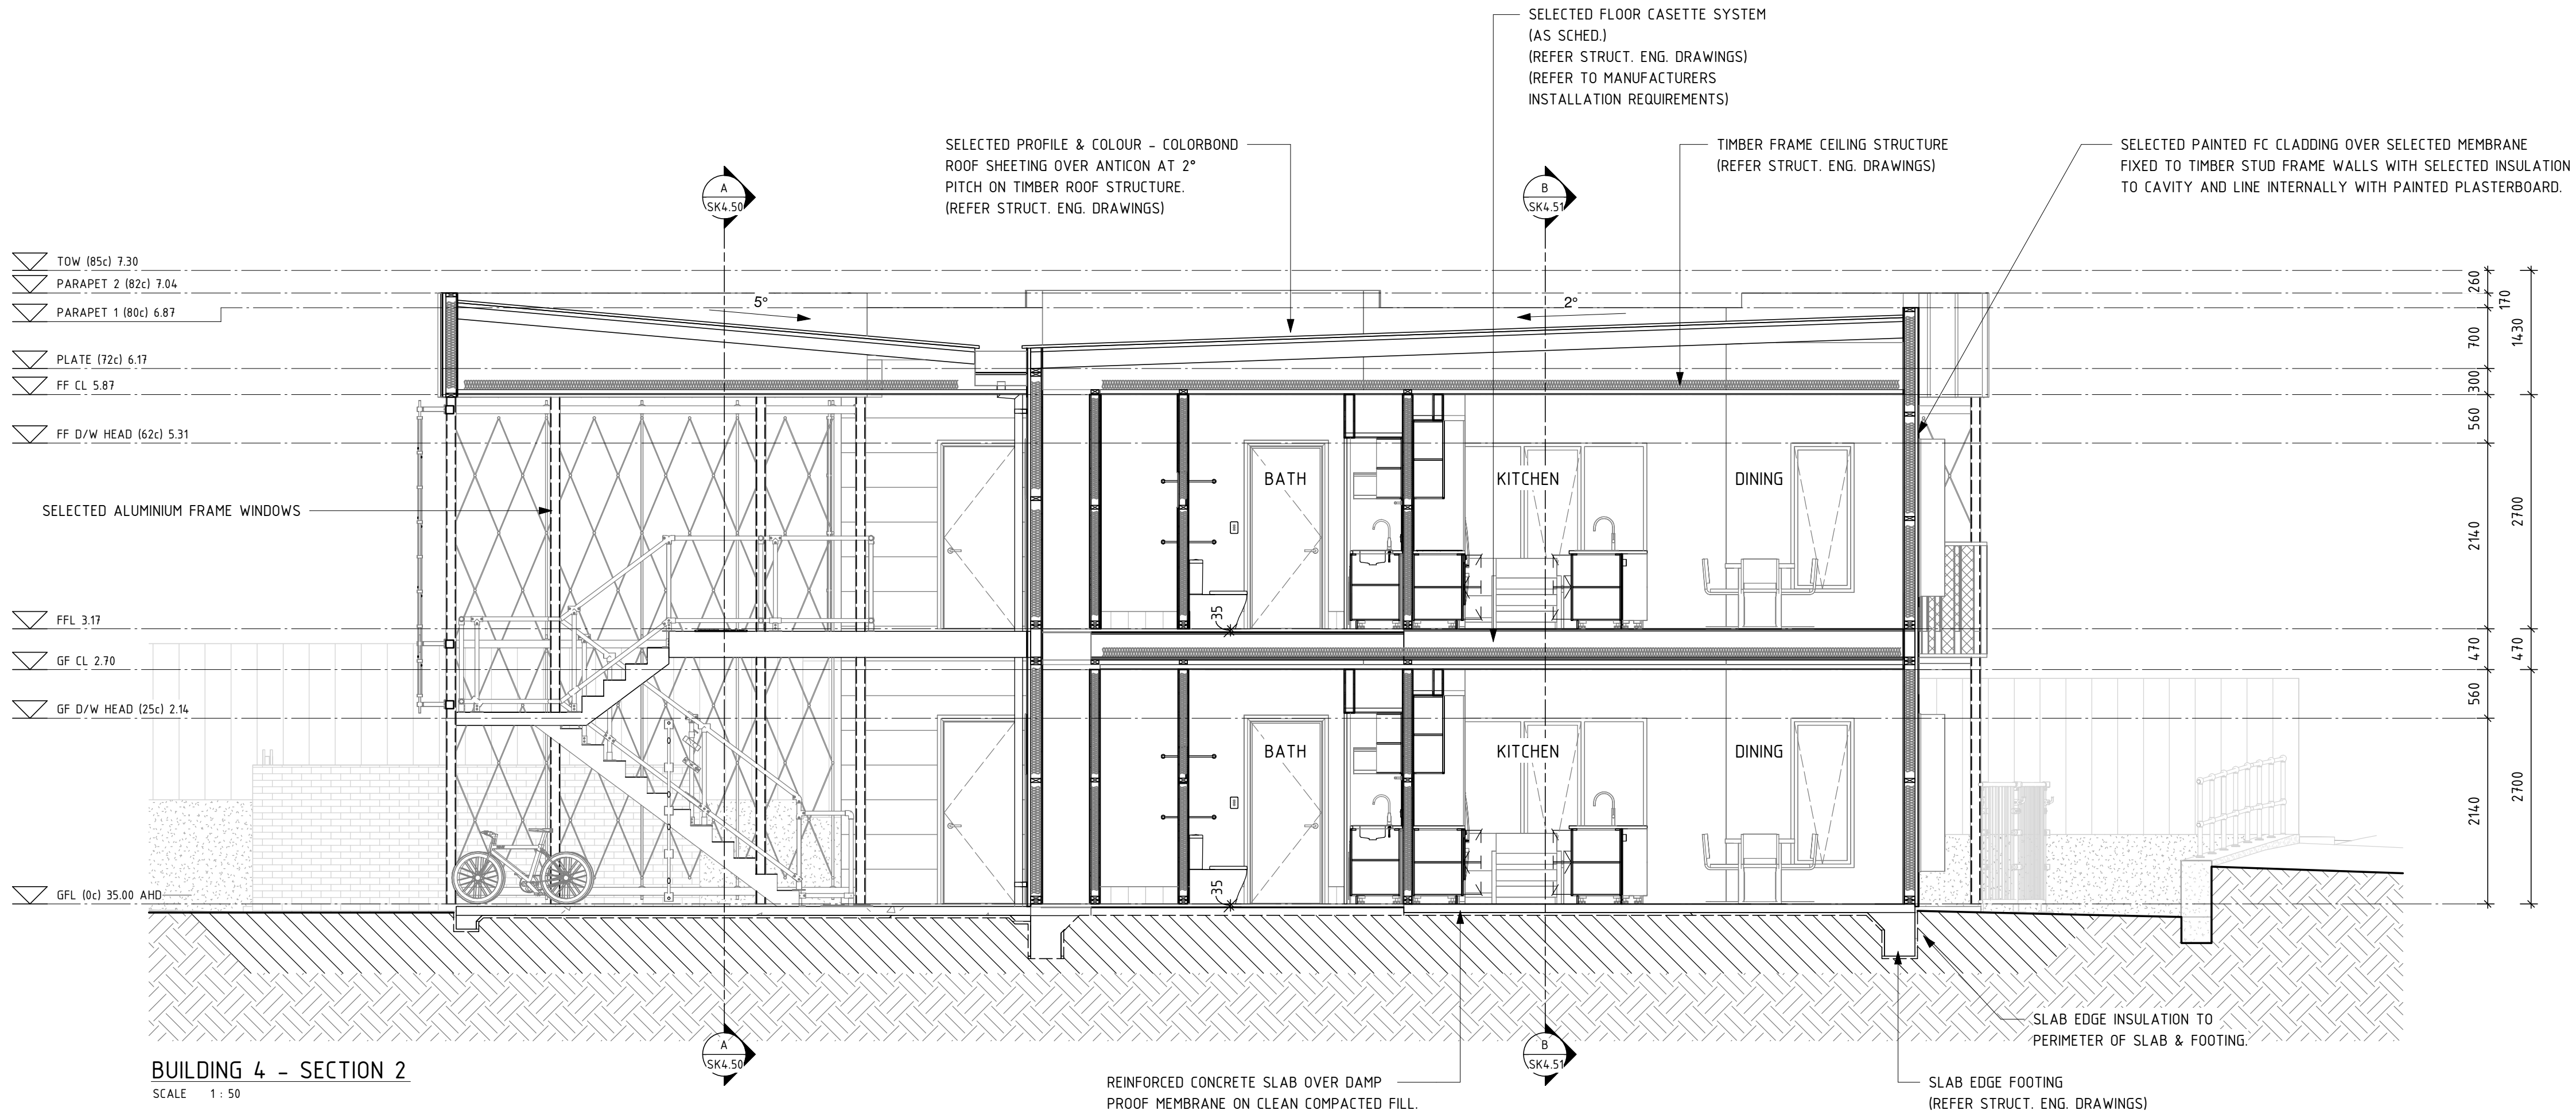 SELECTED FLOOR CASETTE SYSTEM
(AS SCHED.)
(REFER STRUCT. ENG. DRAWINGS)
(REFER TO MANUFACTURERS
INSTALLATION REQUIREMENTS)
SELECTED PROFILE & COLOUR - COLORBOND
ROOF SHEETING OVER ANTICON AT 2°
PITCH ON TIMBER ROOF STRUCTURE.
(REFER STRUCT. ENG. DRAWINGS)
TIMBER FRAME CEILING STRUCTURE
(REFER STRUCT. ENG. DRAWINGS)
SELECTED PAINTED FC CLADDING OVER SELECTED MEMBRANE
FIXED TO TIMBER STUD FRAME WALLS WITH SELECTED INSULATION
TO CAVITY AND LINE INTERNALLY WITH PAINTED PLASTERBOARD.
A
SK4.50
B
SK4.51
TOW (85c) 7.30
PARAPET 2 (82c) 7.04
PARAPET 1 (80c) 6.87
PLATE (72c) 6.17
FF CL 5.87
FF D/W HEAD (62c) 5.31
SELECTED ALUMINIUM FRAME WINDOWS
FFL 3.17
GF CL 2.70
GF D/W HEAD (25c) 2.14
GFL (0c) 35.00 AHD
5°
2°
BATH
KITCHEN
DINING
35
BATH
KITCHEN
DINING
35
260
170
700
1430
300
560
2140
2700
470
470
560
2140
2700
A
SK4.50
B
SK4.51
SLAB EDGE INSULATION TO
PERIMETER OF SLAB & FOOTING.
BUILDING 4 - SECTION 2
SCALE 1 : 50
REINFORCED CONCRETE SLAB OVER DAMP
PROOF MEMBRANE ON CLEAN COMPACTED FILL.
SLAB EDGE FOOTING
(REFER STRUCT. ENG. DRAWINGS)